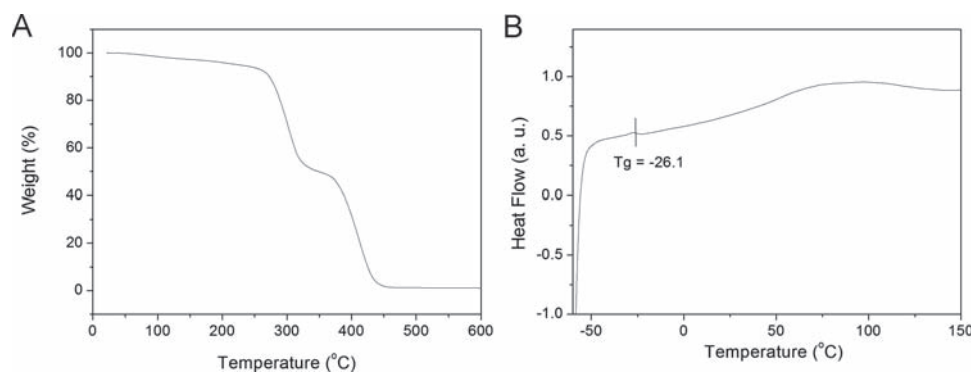 A
Weight (%)
100
80
60
40
20
0
0 100 200 300 400 500 600
Temperature (°C)
B
Heat Flow (a. u.)
1.0
0.5
0.0
-0.5
-1.0
Tg = -26.1
-50 0 50 100 150
Temperature (°C)